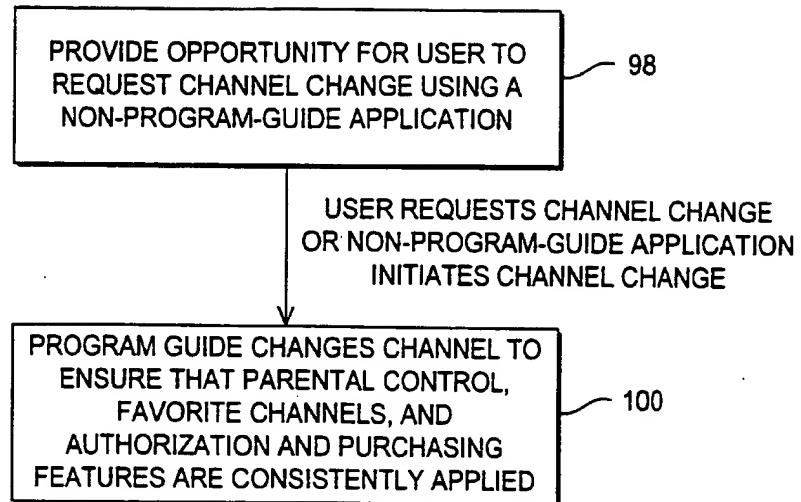 PROVIDE OPPORTUNITY FOR USER TO
REQUEST CHANNEL CHANGE USING A
NON-PROGRAM-GUIDE APPLICATION
98
USER REQUESTS CHANNEL CHANGE
OR NON-PROGRAM-GUIDE APPLICATION
INITIATES CHANNEL CHANGE
PROGRAM GUIDE CHANGES CHANNEL TO
ENSURE THAT PARENTAL CONTROL,
FAVORITE CHANNELS, AND
AUTHORIZATION AND PURCHASING
FEATURES ARE CONSISTENTLY APPLIED
100